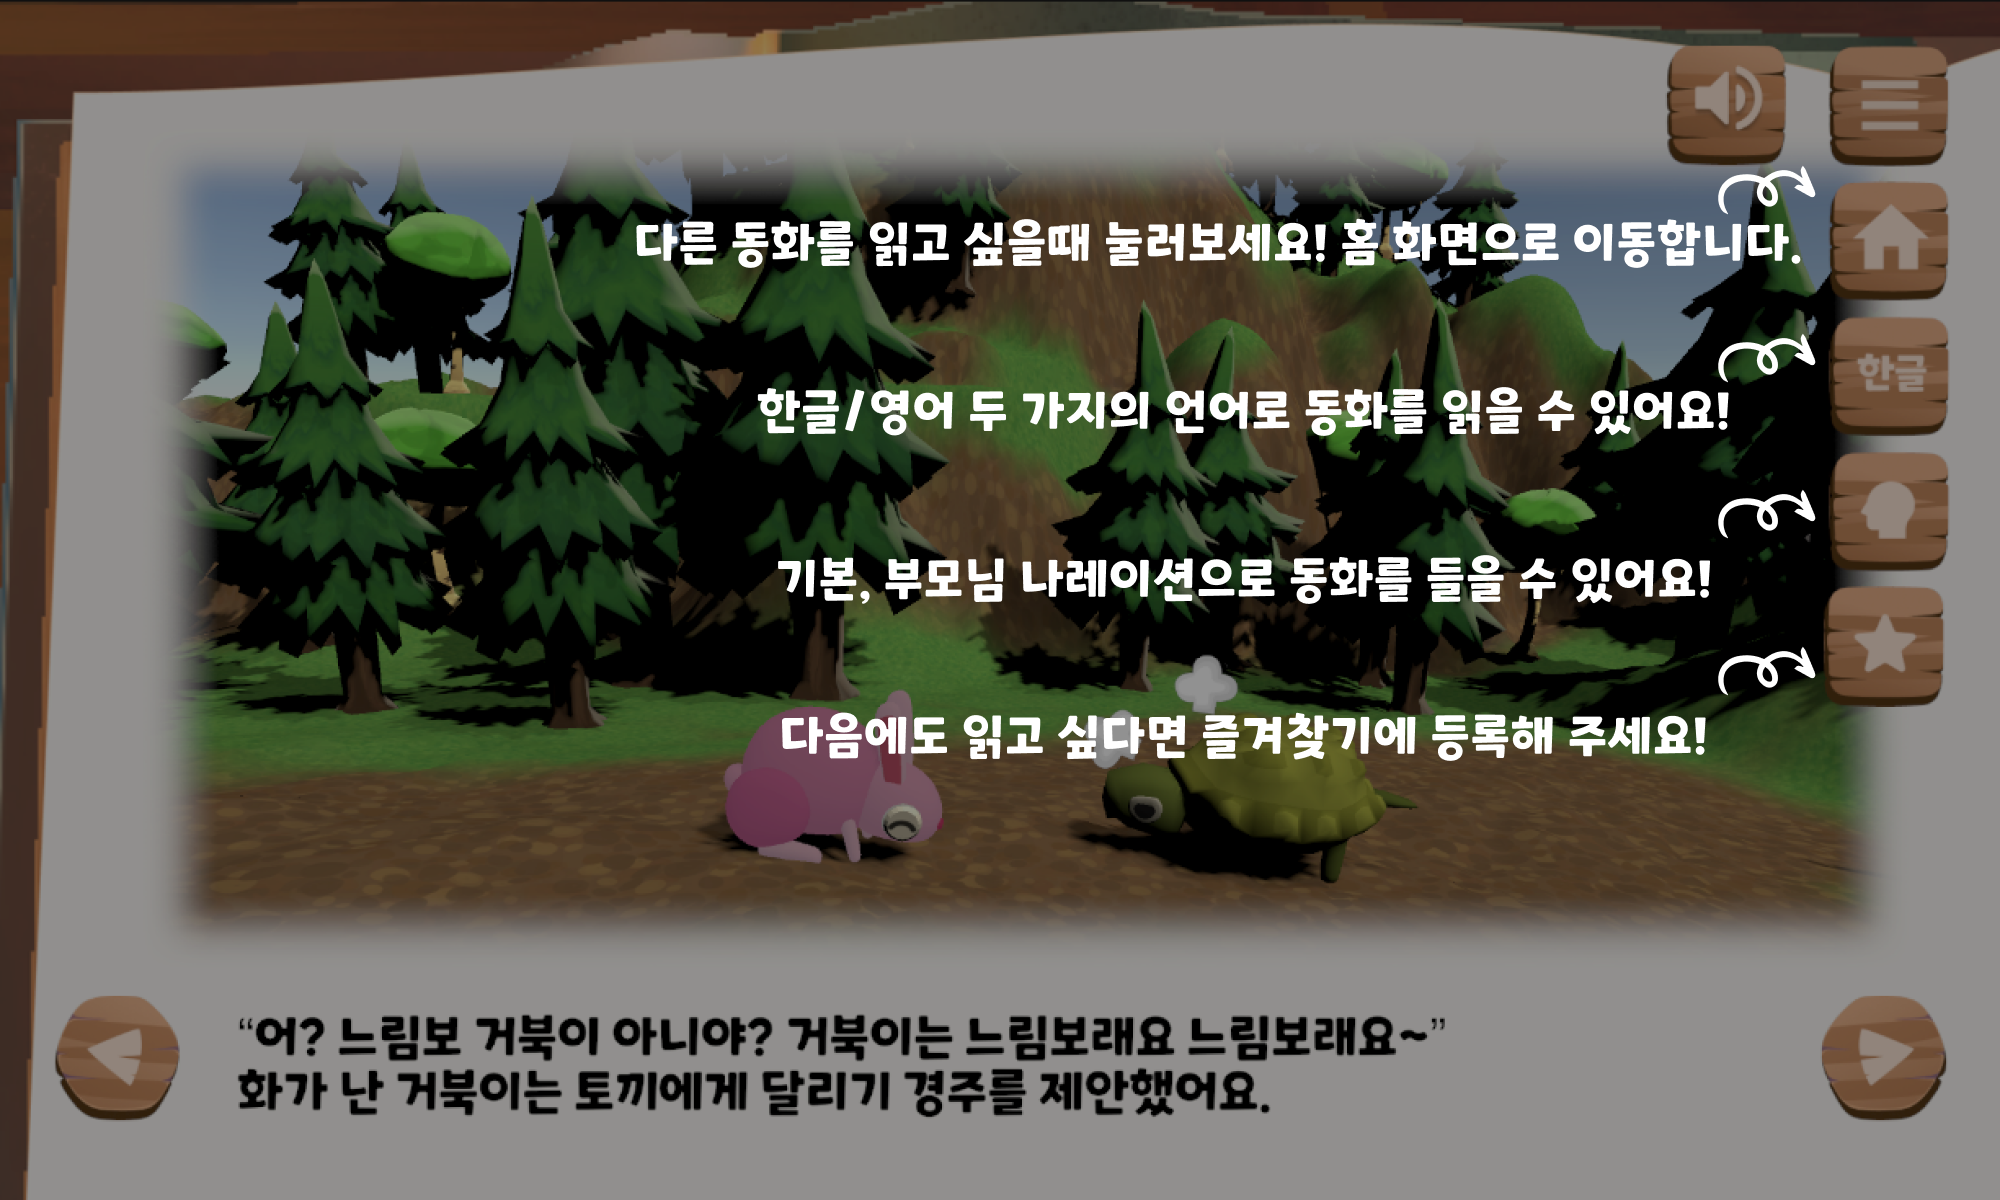 다른 동화를 읽고 싶을때 눌러보세요! 홈 화면으로 이동합니다.
한글
한글/영어 두 가지의 언어로 동화를 읽을 수 있어요!
기본, 부모님 나레이션으로 동화를 들을 수 있어요!
다음에도 읽고 싶다면 즐겨찾기에 등록해 주세요!
“어? 느림보 거북이 아니야? 거북이는 느림보래요 느림보래요~”
화가 난 거북이는 토끼에게 달리기 경주를 제안했어요.